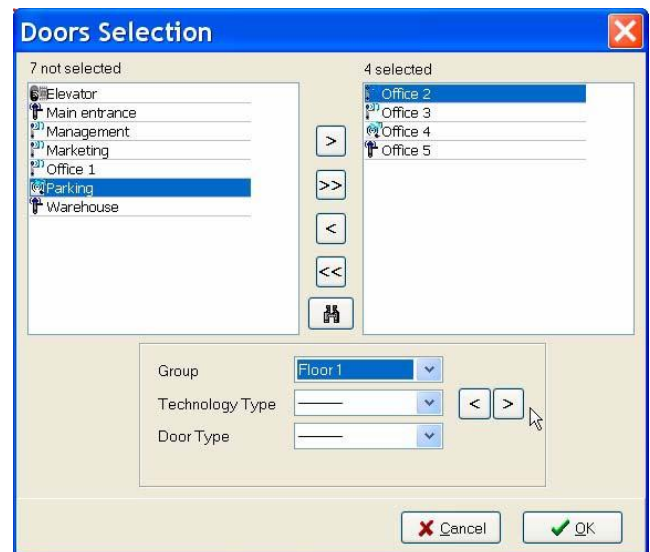 Doors Selection
7 not selected
4 selected
Elevator
Main entrance
Management
Marketing
Office 1
Parking
Warehouse
>
>>
<
<<
Office 2
Office 3
Office 4
Office 5
Group
Floor 1
Technology Type
Door Type
< >
Cancel
OK